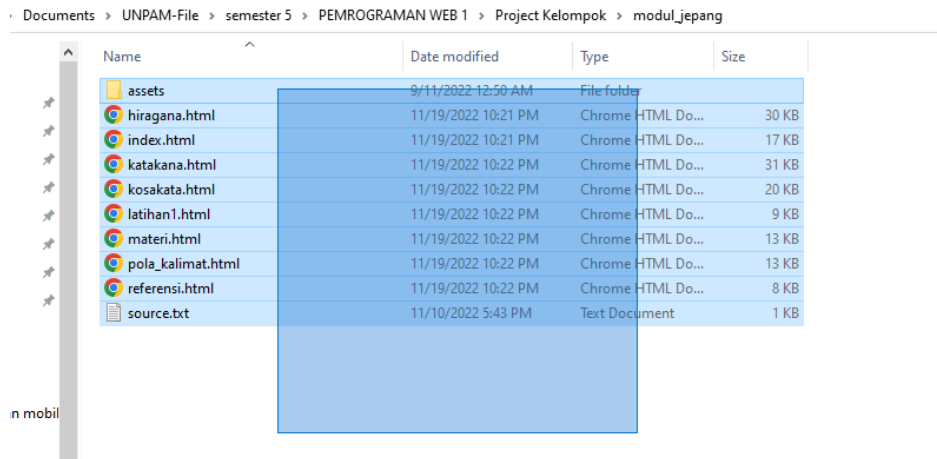 Documents > UNPAM-File > semester 5 > PEMROGRAMAN WEB 1 > Project Kelompok > modul_jepang
Name Date modified Type Size
assets 9/11/2022 12:50 AM File folder
hiragana.html 11/19/2022 10:21 PM Chrome HTML Do... 30 KB
index.html 11/19/2022 10:21 PM Chrome HTML Do... 17 KB
katakana.html 11/19/2022 10:22 PM Chrome HTML Do... 31 KB
kosakata.html 11/19/2022 10:22 PM Chrome HTML Do... 20 KB
latihan1.html 11/19/2022 10:22 PM Chrome HTML Do... 9 KB
materi.html 11/19/2022 10:22 PM Chrome HTML Do... 13 KB
pola_kalimat.html 11/19/2022 10:22 PM Chrome HTML Do... 13 KB
referensi.html 11/19/2022 10:22 PM Chrome HTML Do... 8 KB
source.txt 11/10/2022 5:43 PM Text Document 1 KB
n mobil